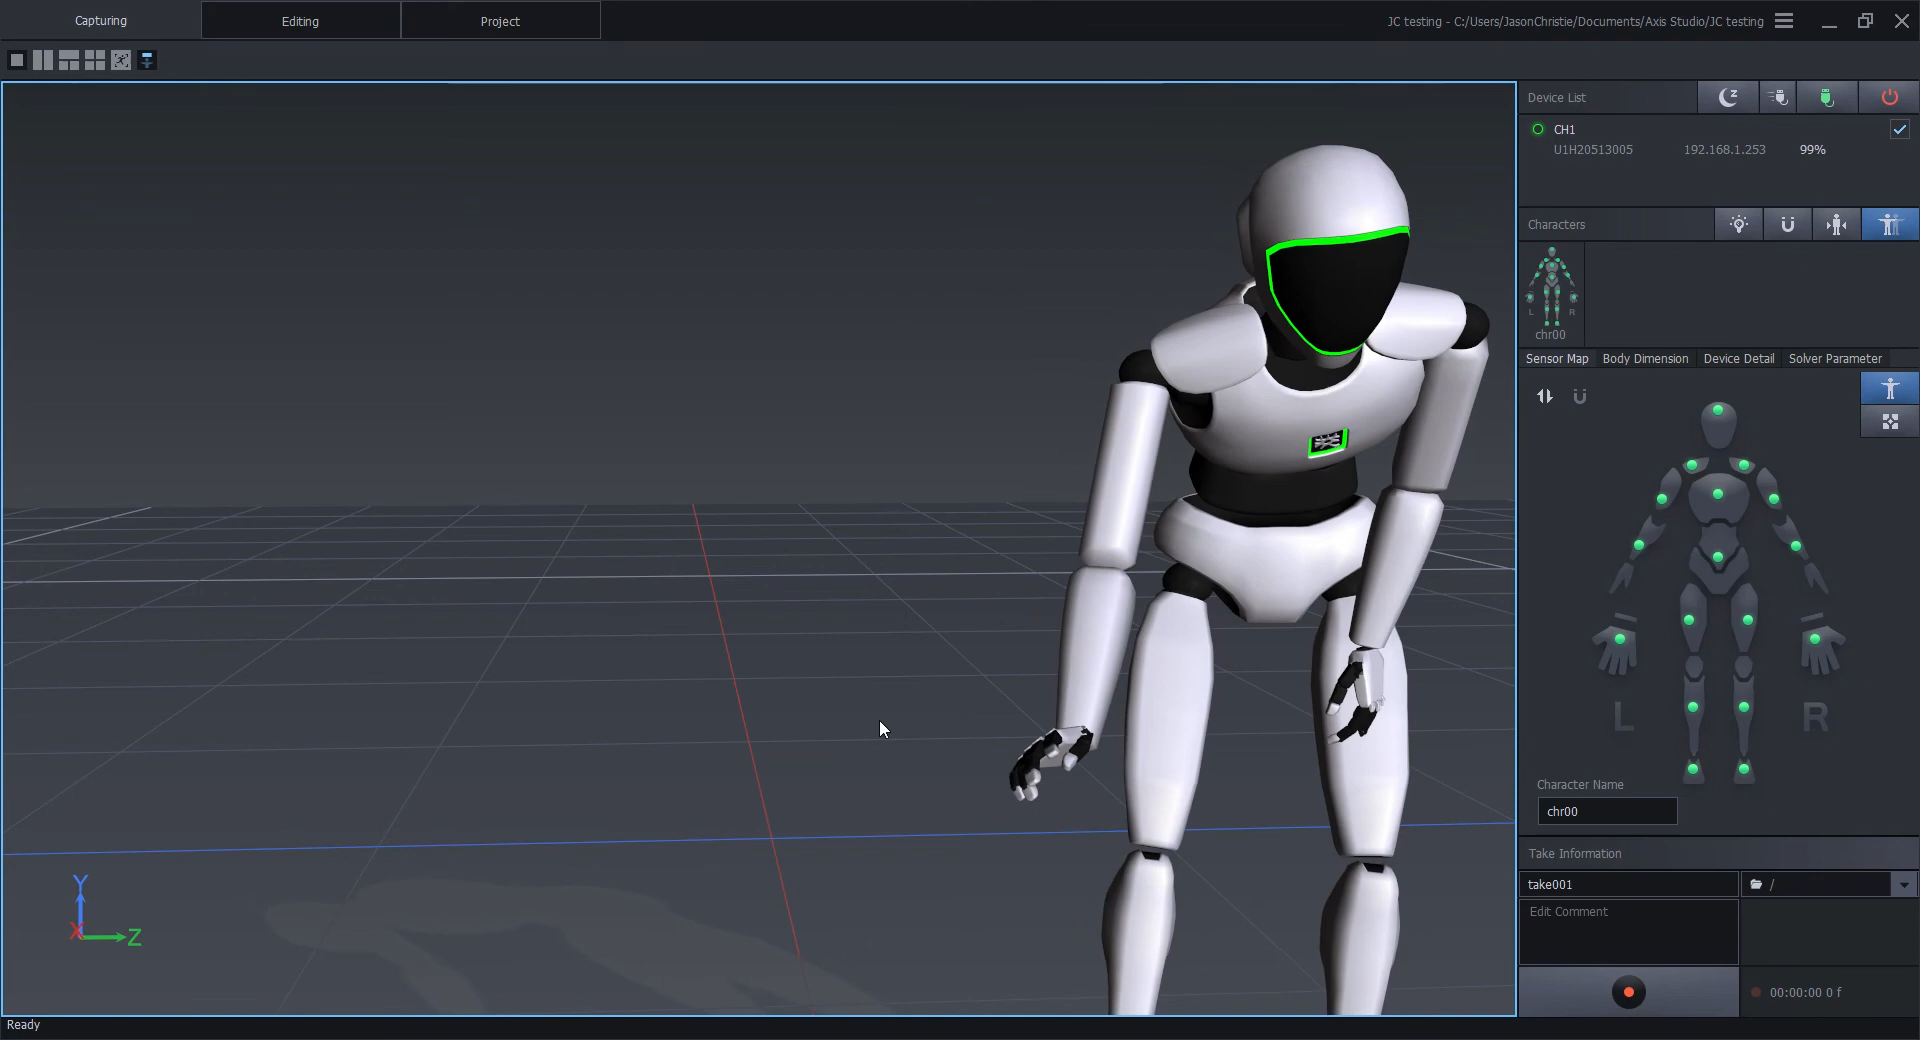 Capturing
Editing
Project
JC testing - C:/Users/JasonChristie/Documents/Axis Studio/JC testing
Device List
CH1
U1H20513005 192.168.1.253 99%
Characters
L R
chr00
Sensor Map Body Dimension Device Detail Solver Parameter
L R
Character Name
chr00
Take Information
take001 /
Edit Comment
00:00:00 0 f
Y
X Z
Ready